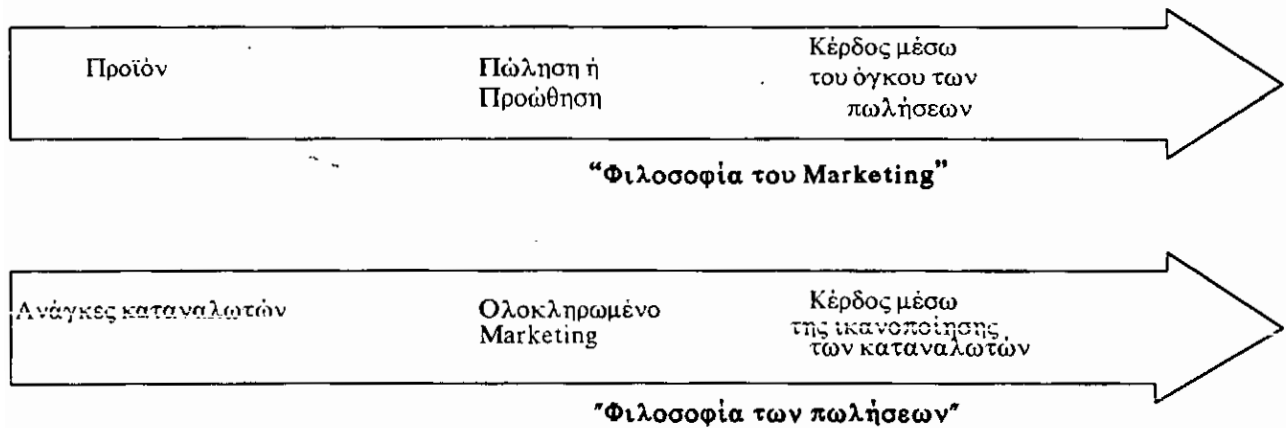 Προϊόν
Πώληση ή
Προώθηση
Κέρδος μέσω
του όγκου των
πωλήσεων
“Φιλοσοφία του Marketing”
Ανάγκες καταναλωτών
Ολοκληρωμένο
Marketing
Κέρδος μέσω
της ικανοποίησης
των καταναλωτών
"Φιλοσοφία των πωλήσεων"